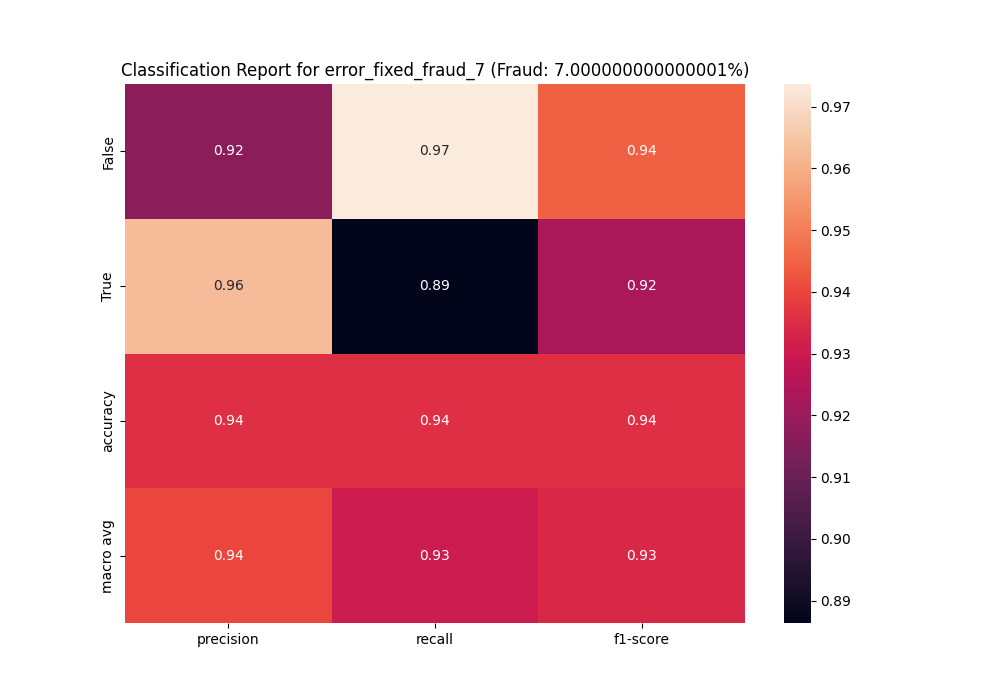 Classification Report for error_fixed_fraud_7 (Fraud: 7.000000000000001%)
False
0.92 0.97 0.94
True
0.96 0.89 0.92
accuracy
0.94 0.94 0.94
macro avg
0.94 0.93 0.93
precision recall f1-score
0.97
0.96
0.95
0.94
0.93
0.92
0.91
0.90
0.89